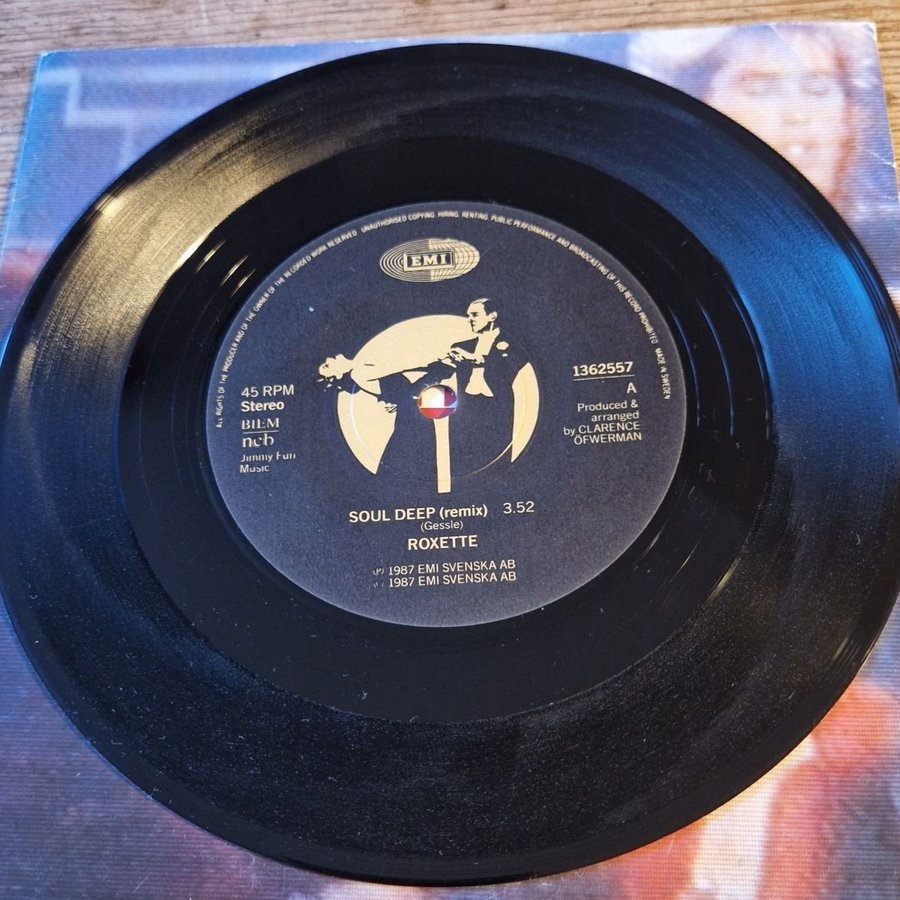 ALL RIGHTS OF THE PRODUCER AND OF THE OWNER OF THE RECORDED WORK RESERVED. UNAUTHORISED COPYING, HIRING, RENTING, PUBLIC PERFORMANCE AND BROADCASTING OF THIS RECORD PROHIBITED. MADE IN SWEDEN
EMI
45 RPM
Stereo
BIEM
ncb
Jimmy Fun
Music
1362557
A
Produced &
arranged
by CLARENCE
ÖFWERMAN
SOUL DEEP (remix) 3.52
(Gessle)
ROXETTE
℗ 1987 EMI SVENSKA AB
© 1987 EMI SVENSKA AB